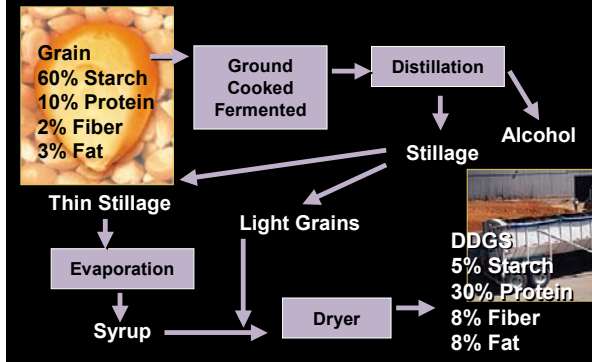 Grain
60% Starch
10% Protein
2% Fiber
3% Fat
Ground
Cooked
Fermented
Distillation
Alcohol
Stillage
Thin Stillage
Light Grains
Evaporation
Syrup
Dryer
DDGS
5% Starch
30% Protein
8% Fiber
8% Fat